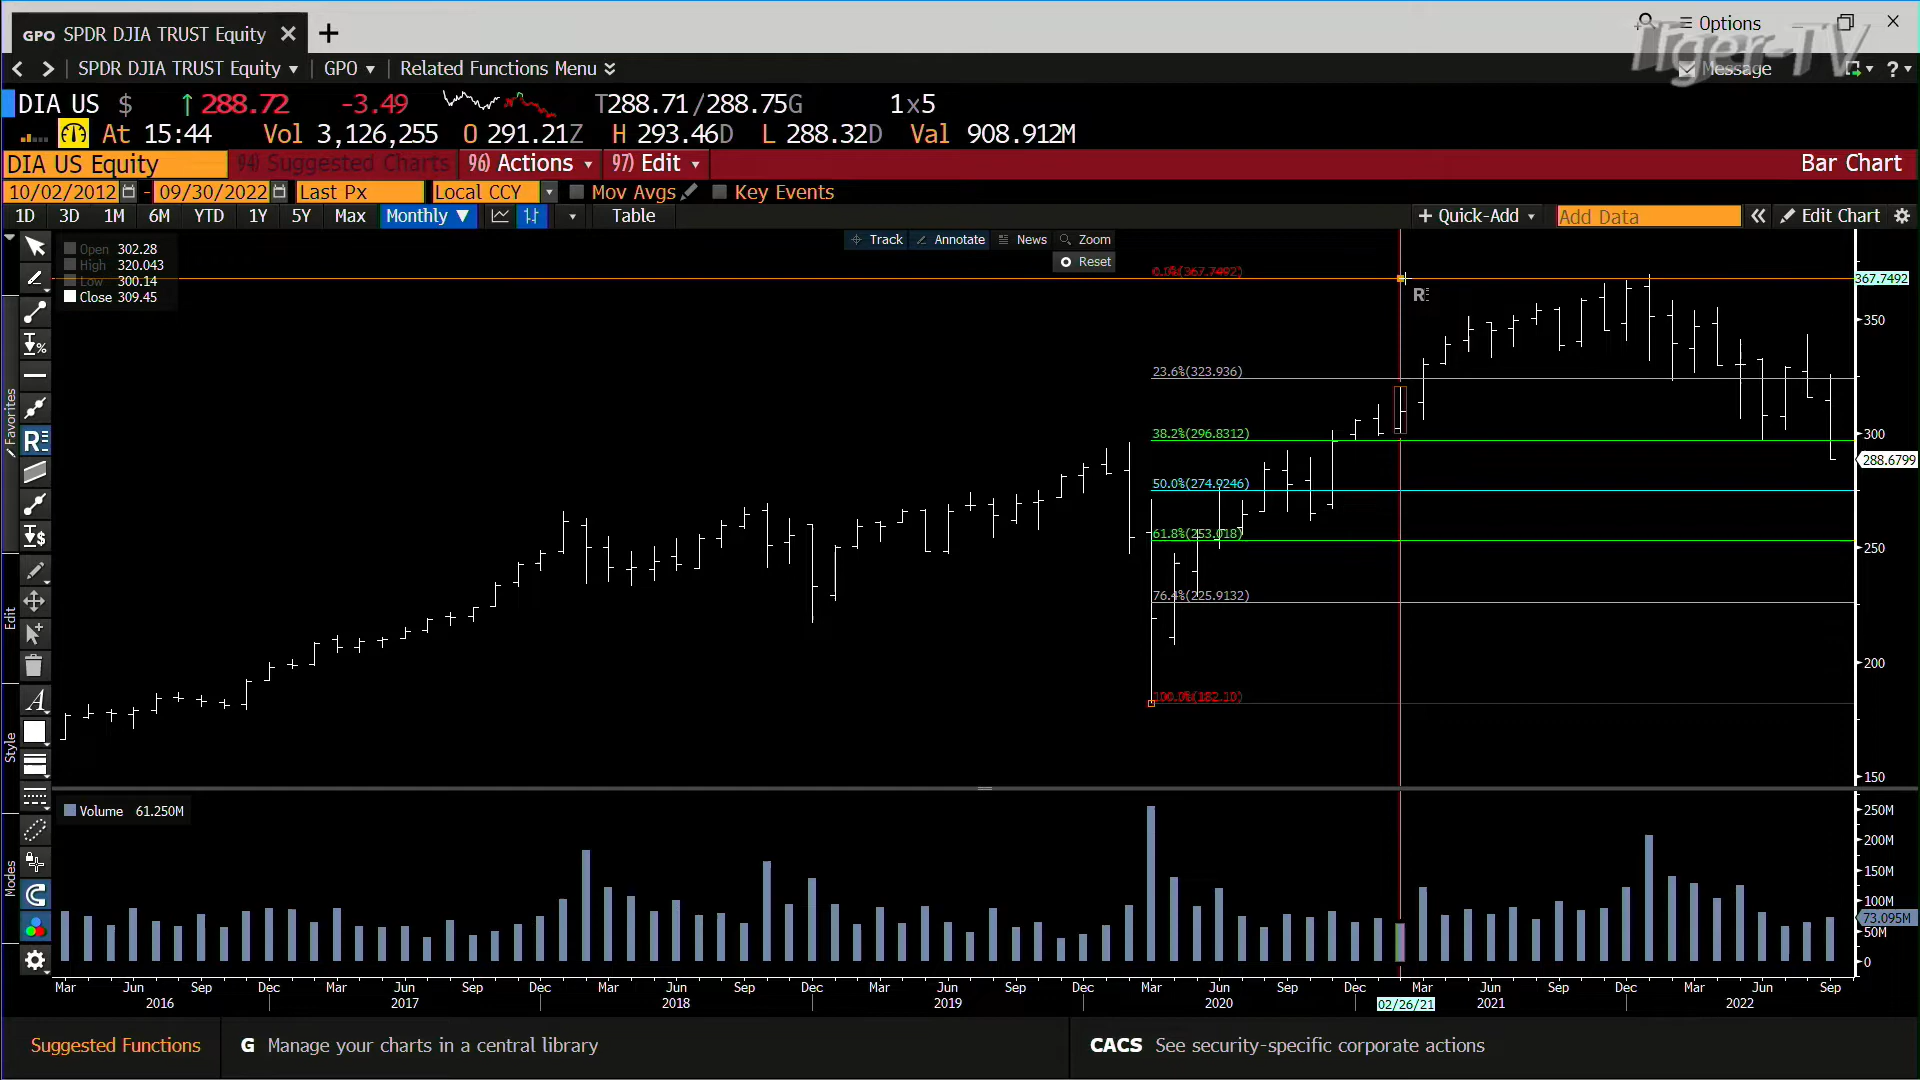 GPO SPDR DJIA TRUST Equity
Options
Tiger-TV
SPDR DJIA TRUST Equity
GPO
Related Functions Menu
Message
?
DIA US $ ↑ 288.72 -3.49 T288.71/288.75G 1x5
At 15:44 Vol 3,126,255 O 291.21Z H 293.46D L 288.32D Val 908.912M
DIA US Equity
94) Suggested Charts
96) Actions
97) Edit
Bar Chart
10/02/2012 - 09/30/2022 Last Px Local CCY Mov Avgs Key Events
1D 3D 1M 6M YTD 1Y 5Y Max Monthly ▼ Table
+ Quick-Add
Add Data
« Edit Chart
Track Annotate News Zoom
Reset
Open 302.28
High 320.043
Low 300.14
Close 309.45
0.0%(367.7492)
23.6%(323.936)
38.2%(296.8312)
50.0%(274.9246)
61.8%(253.018)
76.4%(225.9132)
100.0%(182.10)
R
367.7492
350
300
288.6799
250
200
150
Favorites
Edit
Style
Modes
R
A
%
$
Volume 61.250M
250M
200M
150M
100M
73.095M
50M
0
Mar Jun Sep Dec Mar Jun Sep Dec Mar Jun Sep Dec Mar Jun Sep Dec Mar Jun Sep Dec Mar Jun Sep Dec Mar Jun Sep
2016 2017 2018 2019 2020 02/26/21 2021 2022
Suggested Functions
G Manage your charts in a central library
CACS See security-specific corporate actions